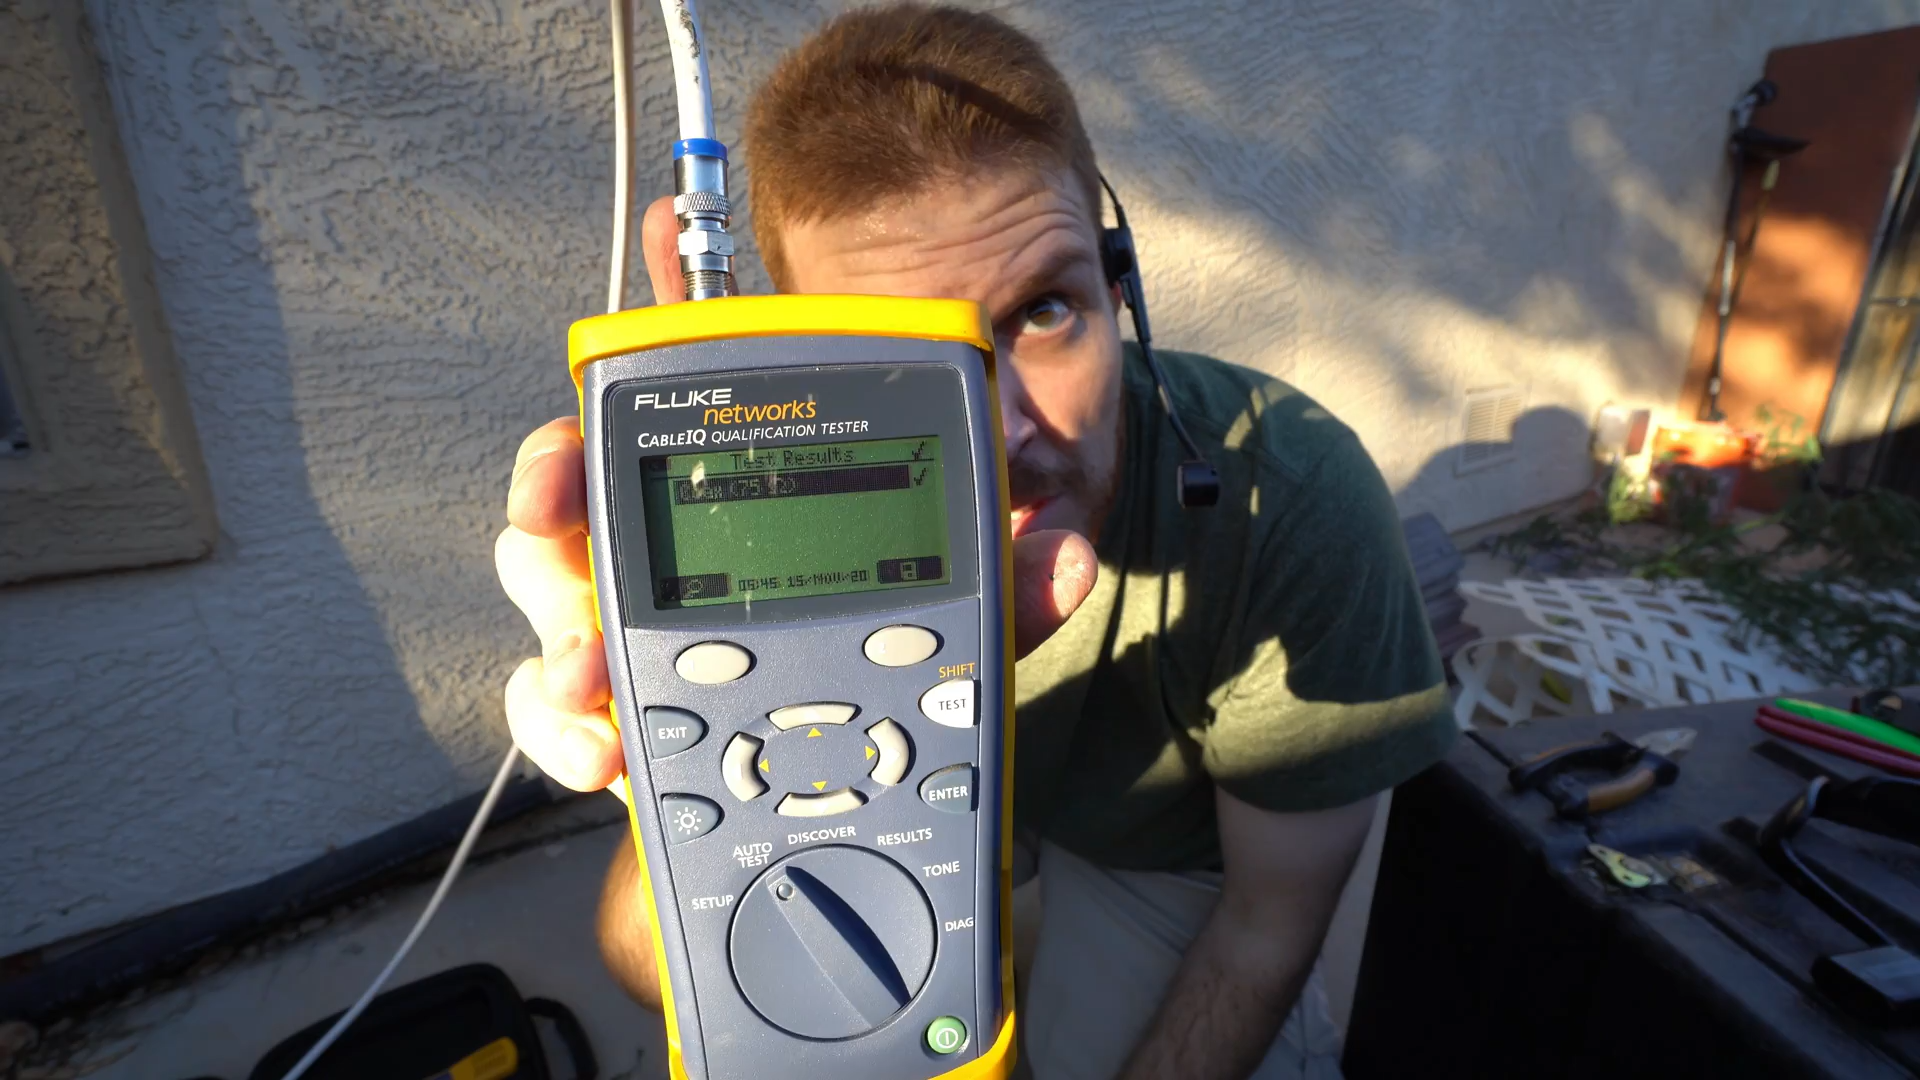 FLUKE
networks
CABLEIQ QUALIFICATION TESTER
Test Results
Coax (75Ω)
05:45 15/NOV/20
SHIFT
TEST
EXIT
ENTER
DISCOVER
RESULTS
AUTO
TEST
TONE
SETUP
DIAG